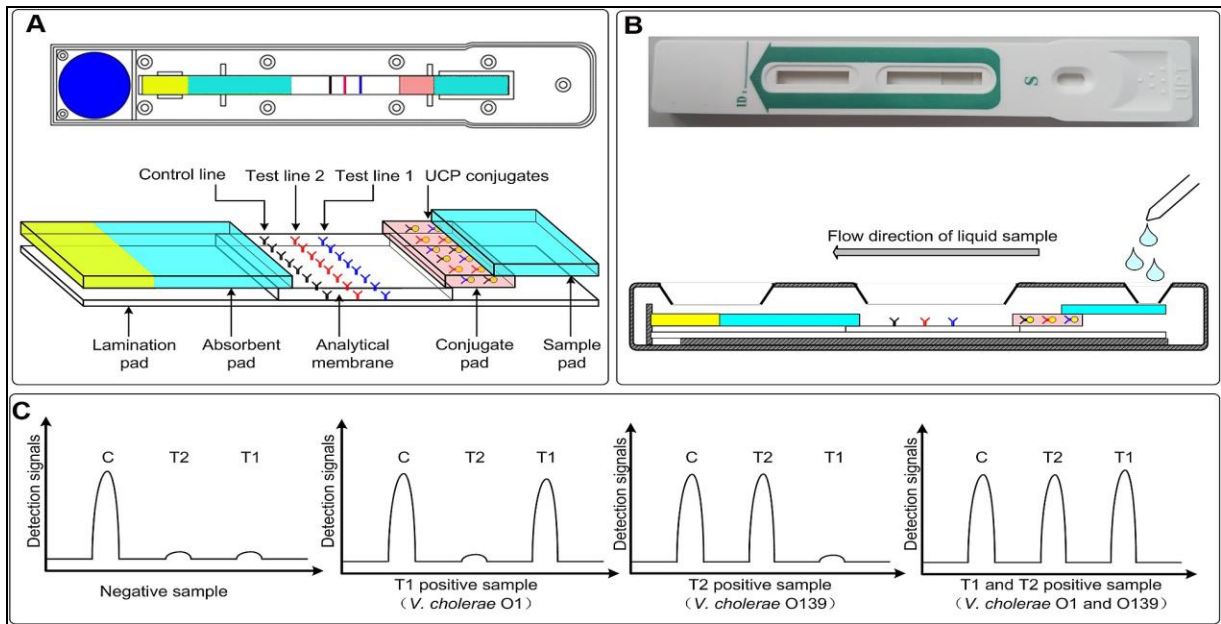 A
Control line
Test line 2
Test line 1
UCP conjugates
Lamination
pad
Absorbent
pad
Analytical
membrane
Conjugate
pad
Sample
pad
B
ID:
S
Flow direction of liquid sample
C
Detection signals
C
T2
T1
Negative sample
Detection signals
C
T2
T1
T1 positive sample
(V. cholerae O1)
Detection signals
C
T2
T1
T2 positive sample
(V. cholerae O139)
Detection signals
C
T2
T1
T1 and T2 positive sample
(V. cholerae O1 and O139)